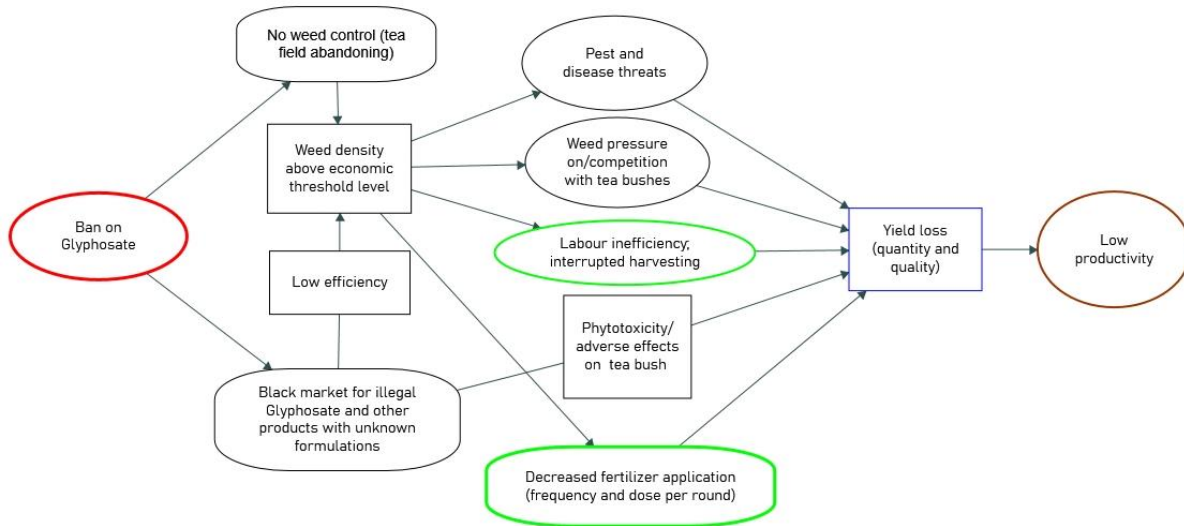 No weed control (tea
field abandoning)
Pest and
disease threats
Weed density
above economic
threshold level
Weed pressure
on/competition
with tea bushes
Ban on
Glyphosate
Labour inefficiency;
interrupted harvesting
Yield loss
(quantity and
quality)
Low
productivity
Low efficiency
Phytotoxicity/
adverse effects
on tea bush
Black market for illegal
Glyphosate and other
products with unknown
formulations
Decreased fertilizer application
(frequency and dose per round)